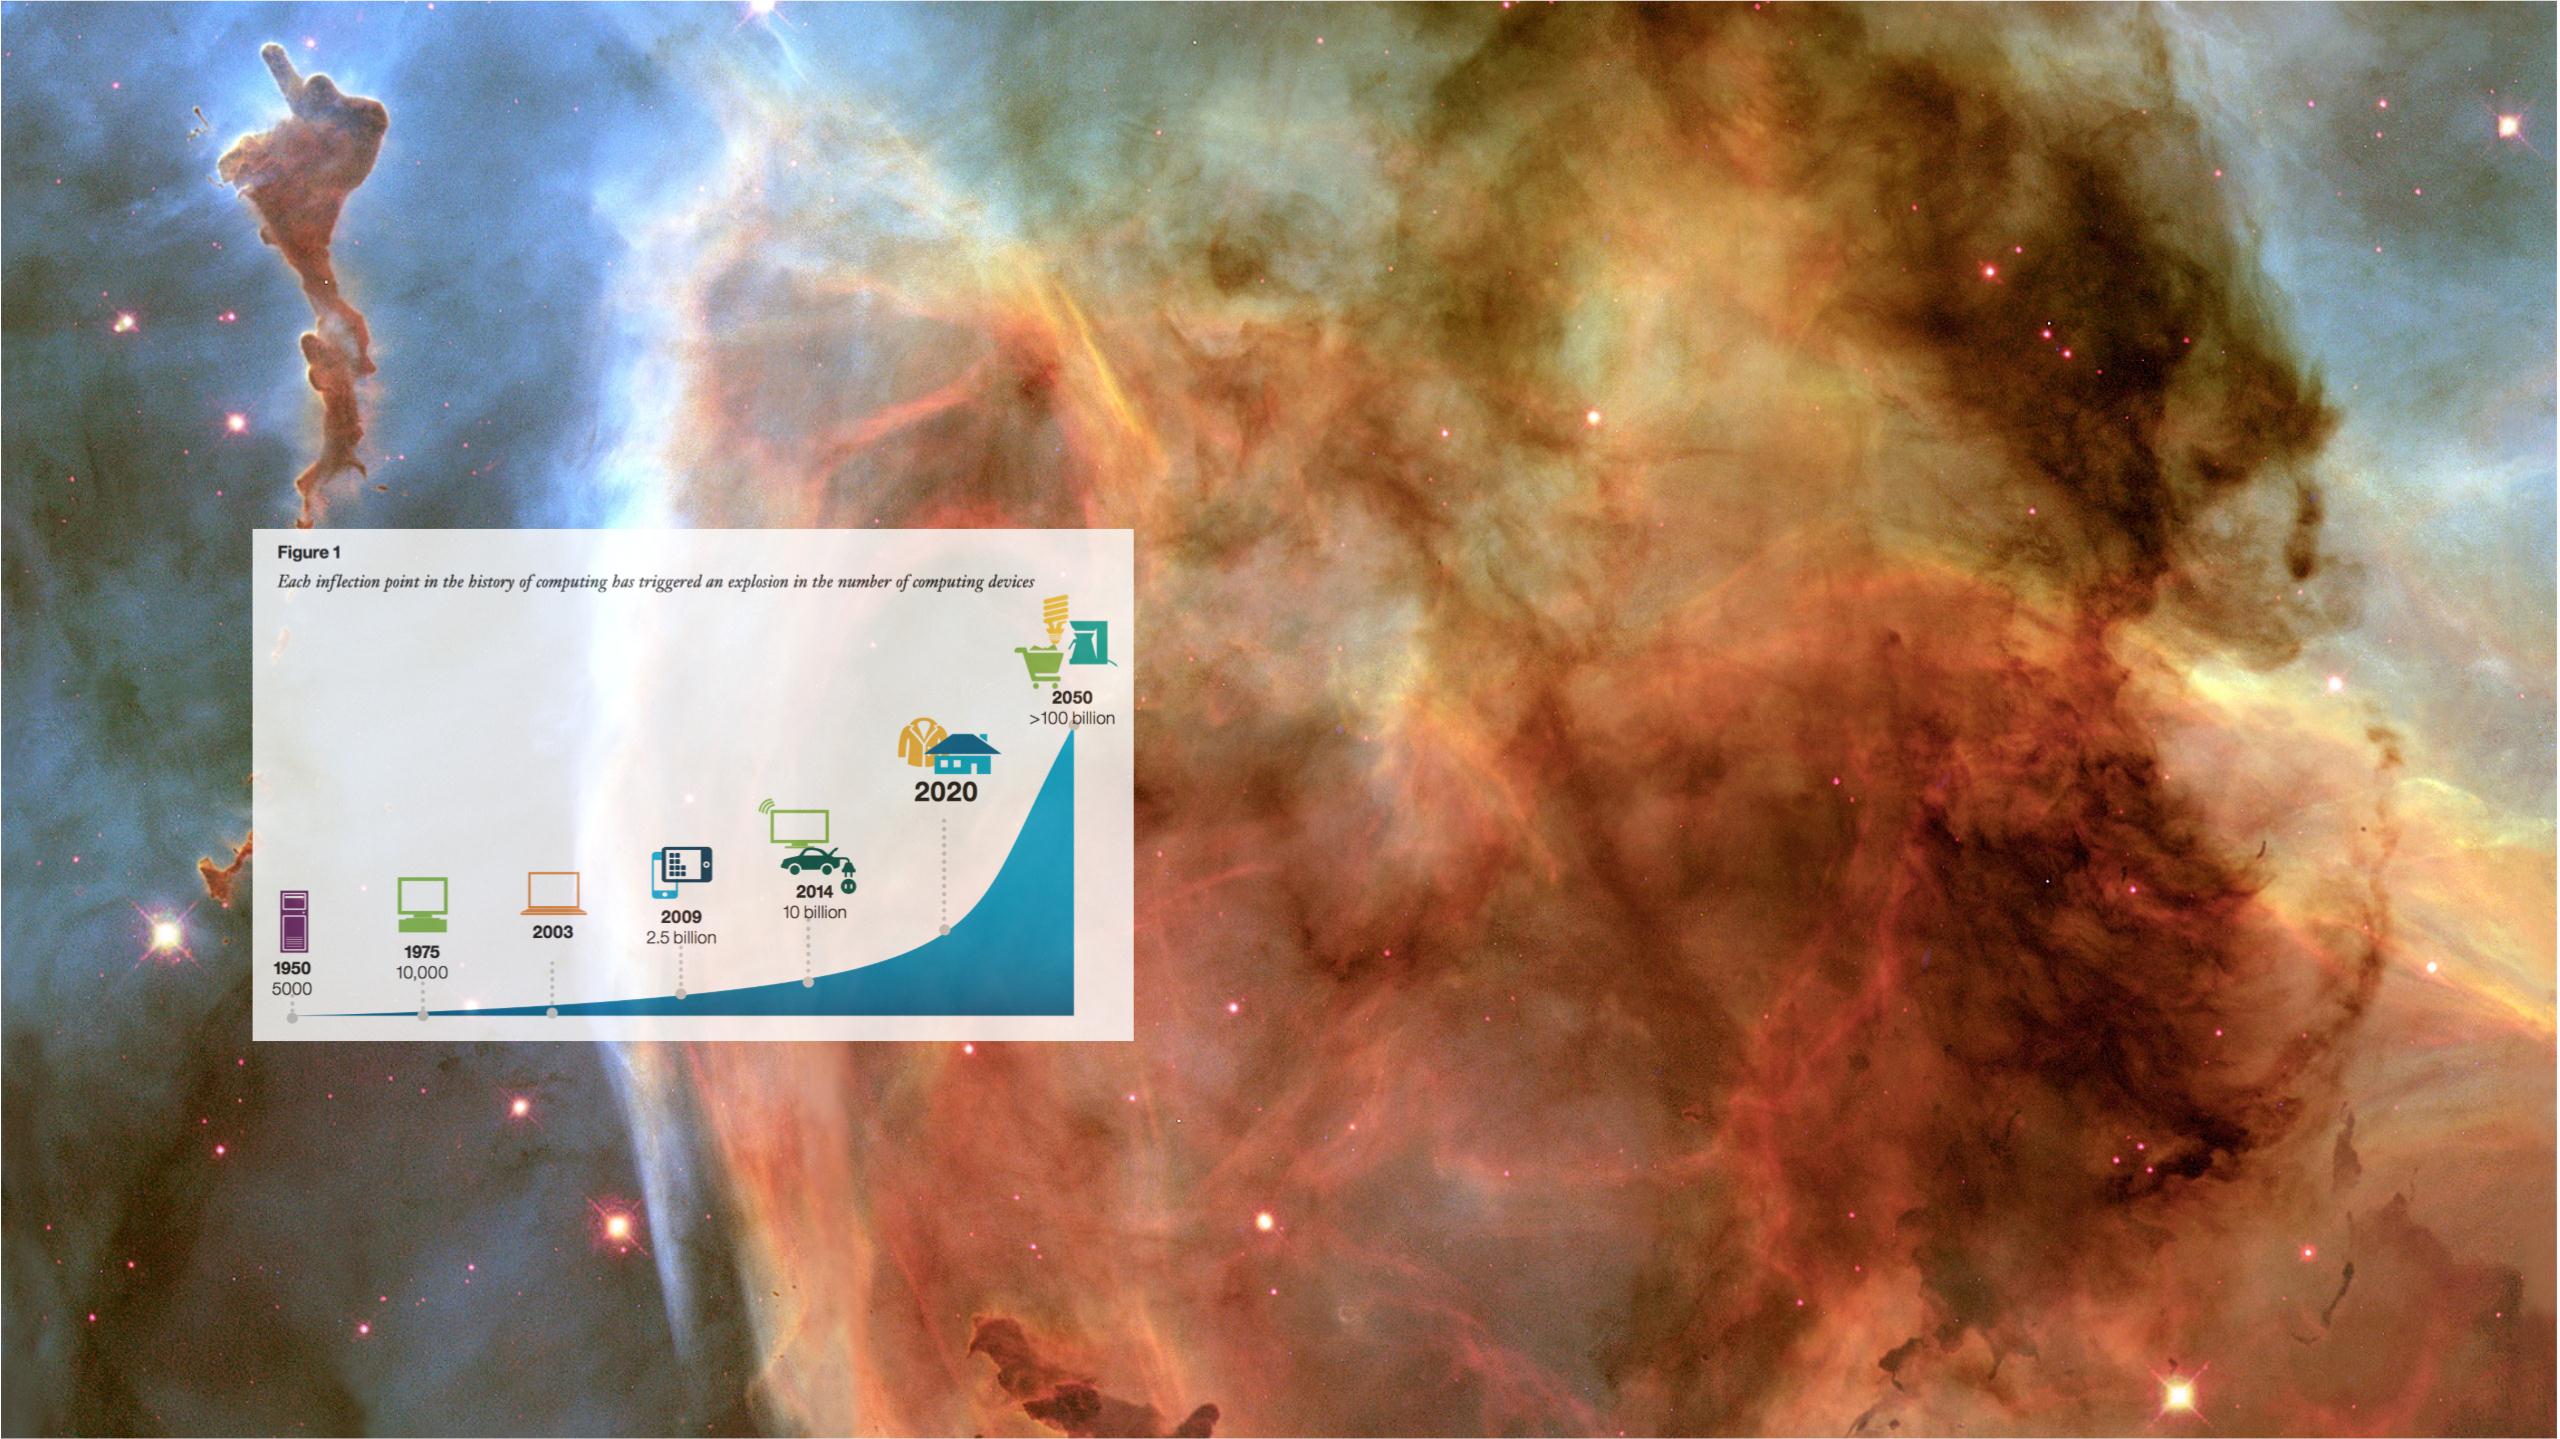 Figure 1
Each inflection point in the history of computing has triggered an explosion in the number of computing devices
1950
5000
1975
10,000
2003
2009
2.5 billion
2014
10 billion
2020
2050
>100 billion